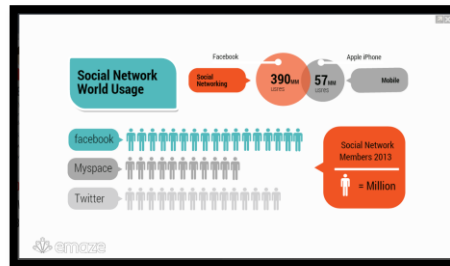 Facebook
Apple iPhone
Social Network
World Usage
Social
Networking
390MM
users
57MM
users
Mobile
facebook
Myspace
Twitter
Social Network
Members 2013
= Million
emaze